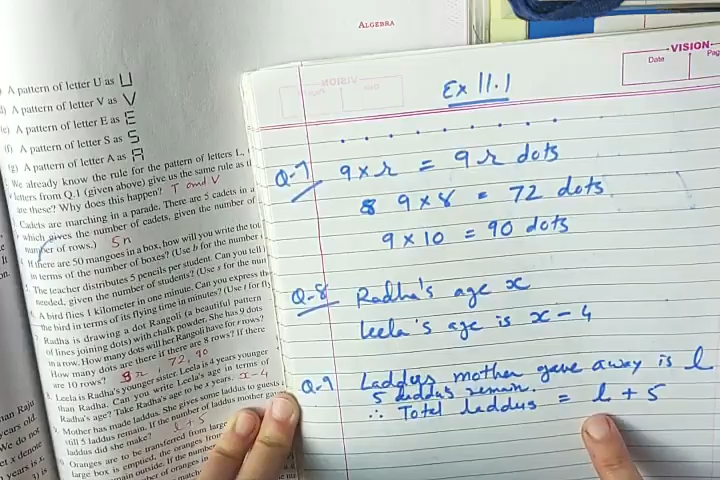 ALGEBRA
A pattern of letter U as
d) A pattern of letter V as
(e) A pattern of letter E as
(f) A pattern of letter S as
(g) A pattern of letter A as
We already know the rule for the pattern of letters L,
letters from Q.1 (given above) give us the same rule as
are these? Why does this happen? T and V
Cadets are marching in a parade. There are 5 cadets in a
which gives the number of cadets, given the number of
number of rows.) 5n
If there are 50 mangoes in a box, how will you write the
in terms of the number of boxes? (Use b for the number
The teacher distributes 5 pencils per student. Can you tell
needed, given the number of students? (Use s for the
A bird flies 1 kilometer in one minute. Can you express the
the bird in terms of its flying time in minutes? (Use t for
Radha is drawing a dot Rangoli (a beautiful pattern
of lines joining dots) with chalk powder. She has 9 dots
in a row. How many dots will her Rangoli have for r rows?
How many dots are there if there are 8 rows? If there
are 10 rows? 9r, 72, 90
Leela is Radha's younger sister. Leela is 4 years younger
than Radha. Can you write Leela's age in terms of
Radha's age? Take Radha's age to be x years. x-4
Mother has made laddus. She gives some laddus to guests
still 5 laddus remain. If the number of laddus mother
laddus did she make? l+5
Oranges are to be transferred from
large box is emptied, the oranges from
outside. If the
of oranges in
VISION
Date
Ex 11.1
Q-7 9 × r = 9 r dots
8 9 × 8 = 72 dots
9 × 10 = 90 dots
Q-8 Radha's age x
leela's age is x - 4
Q-9 Laddus mother gave away is l
5 laddus remain.
∴ Total laddus = l + 5